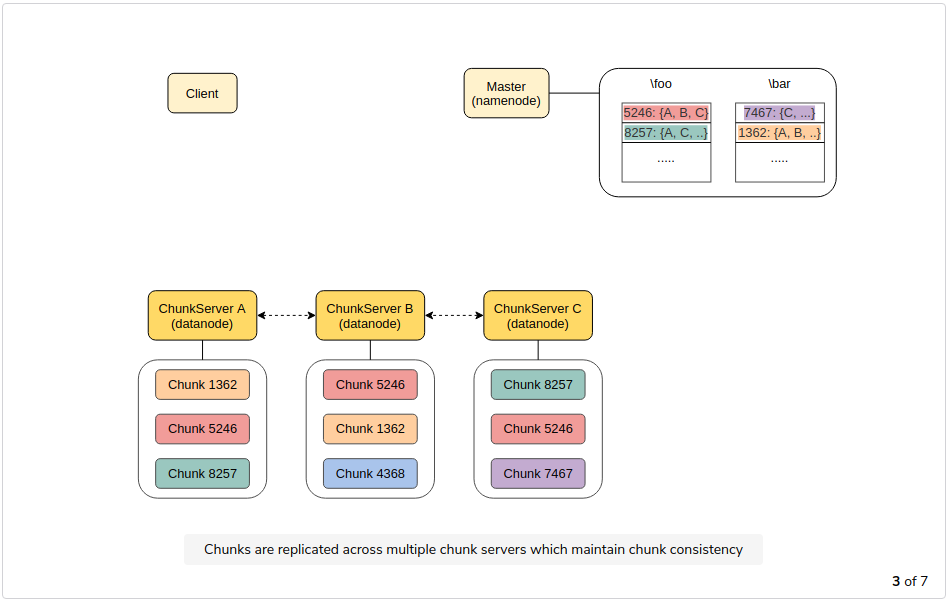 Client
Master
(namenode)
\foo
\bar
5246: {A, B, C}
8257: {A, C, ..}
.....
7467: {C, ...}
1362: {A, B, ..}
.....
ChunkServer A
(datanode)
ChunkServer B
(datanode)
ChunkServer C
(datanode)
Chunk 1362
Chunk 5246
Chunk 8257
Chunk 5246
Chunk 1362
Chunk 4368
Chunk 8257
Chunk 5246
Chunk 7467
Chunks are replicated across multiple chunk servers which maintain chunk consistency
3 of 7